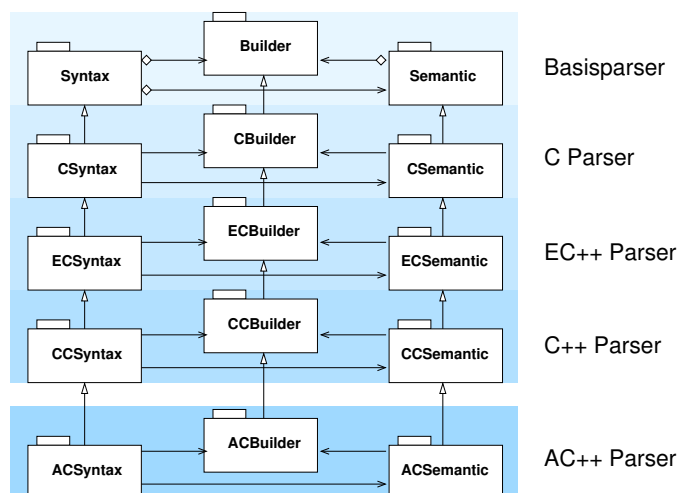 Builder
Syntax
Semantic
Basisparser
CBuilder
CSyntax
CSemantic
C Parser
ECBuilder
ECSyntax
ECSemantic
EC++ Parser
CCBuilder
CCSyntax
CCSemantic
C++ Parser
ACBuilder
ACSyntax
ACSemantic
AC++ Parser